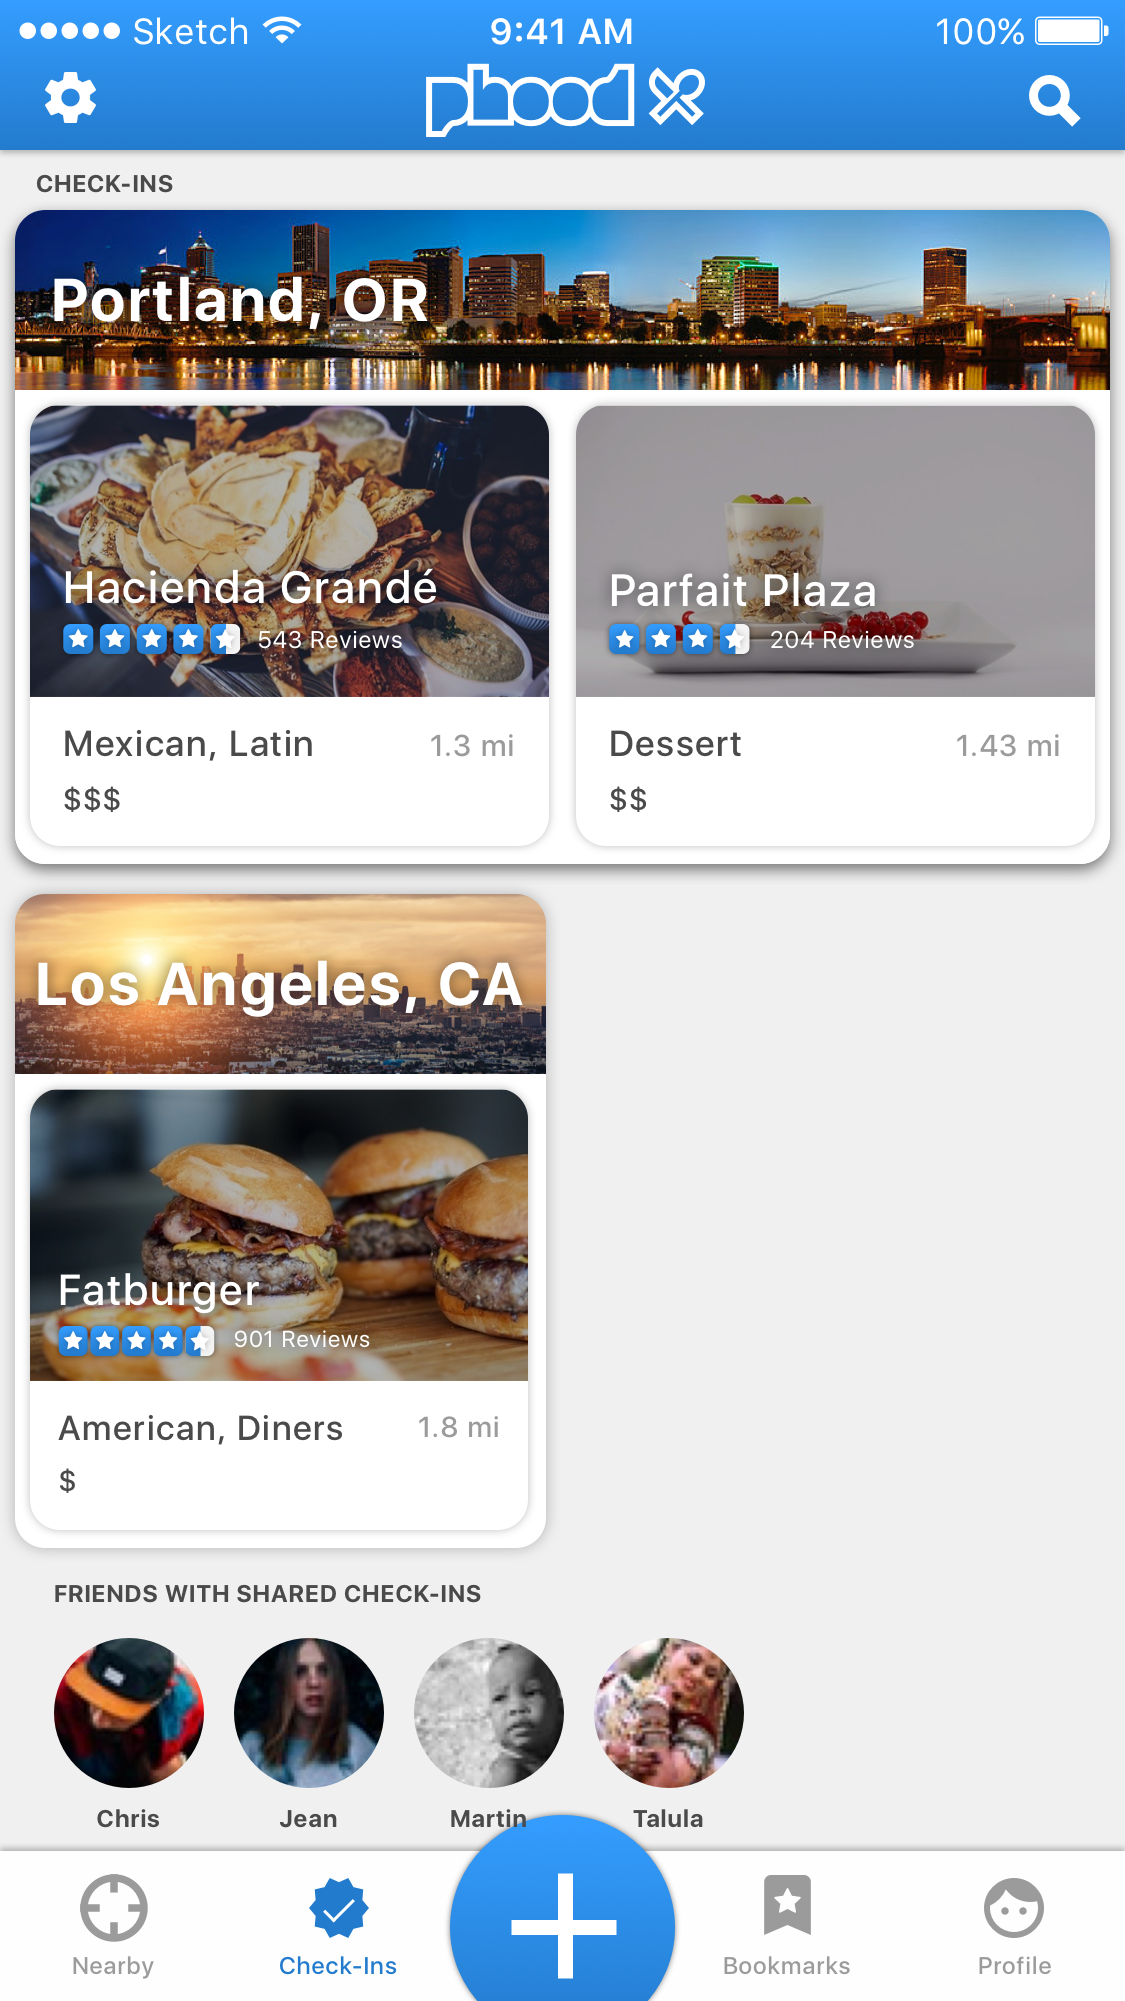 Sketch 9:41 AM 100%
phood
CHECK-INS
Portland, OR
Hacienda Grandé
543 Reviews
Mexican, Latin 1.3 mi
$$$
Parfait Plaza
204 Reviews
Dessert 1.43 mi
$$
Los Angeles, CA
Fatburger
901 Reviews
American, Diners 1.8 mi
$
FRIENDS WITH SHARED CHECK-INS
Chris Jean Martin Talula
Nearby Check-Ins Bookmarks Profile